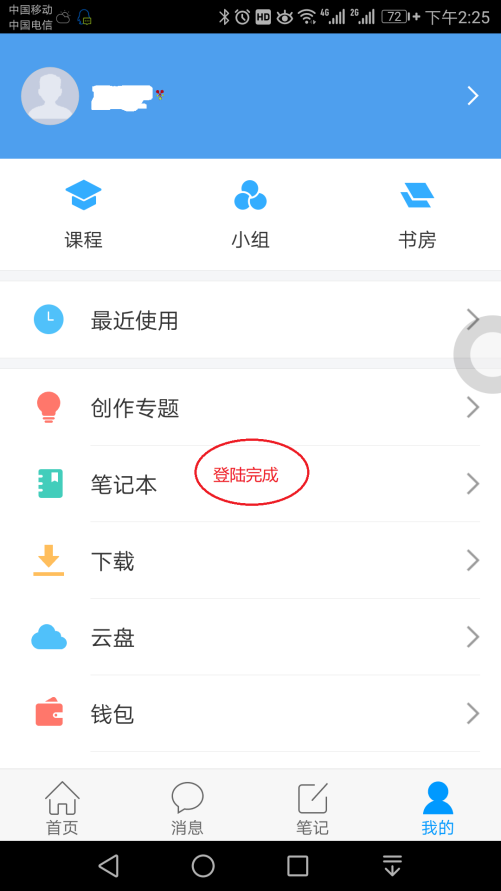 中国移动
中国电信
HD 4G 2G 72 下午2:25
课程 小组 书房
最近使用
创作专题
登陆完成
笔记本
下载
云盘
钱包
首页 消息 笔记 我的